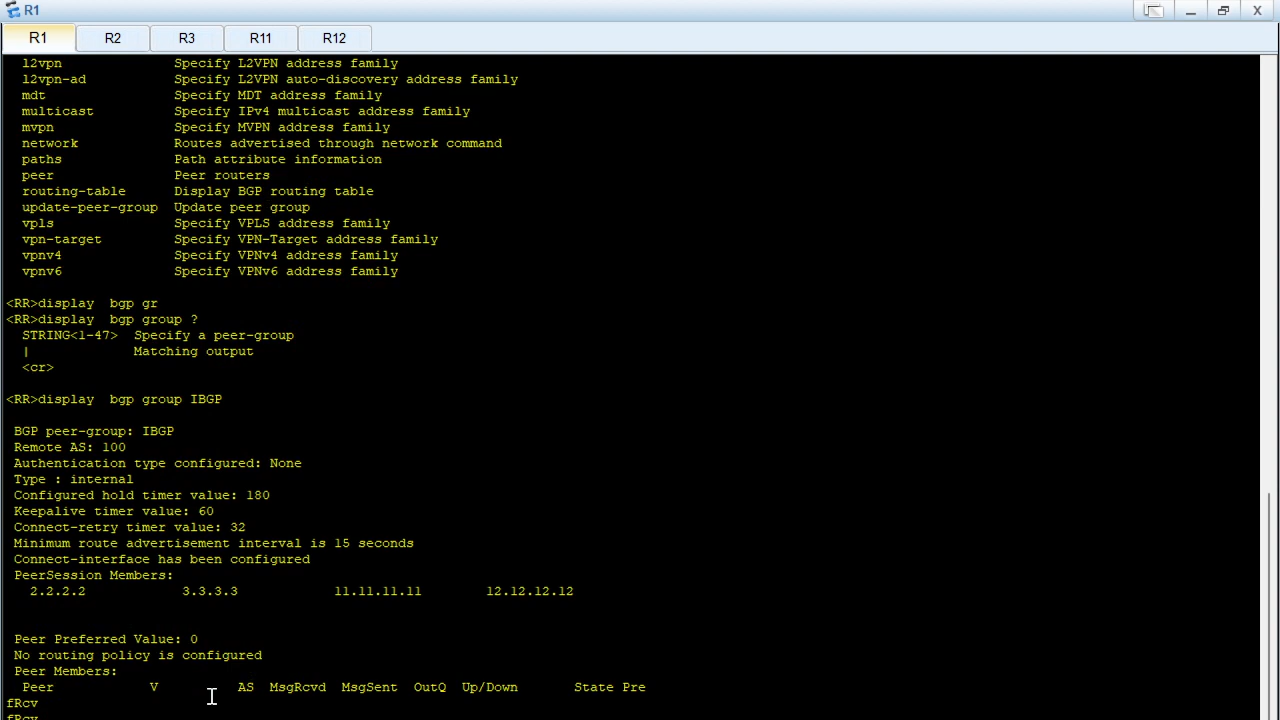 R1
R1 R2 R3 R11 R12
l2vpn Specify L2VPN address family
l2vpn-ad Specify L2VPN auto-discovery address family
mdt Specify MDT address family
multicast Specify IPv4 multicast address family
mvpn Specify MVPN address family
network Routes advertised through network command
paths Path attribute information
peer Peer routers
routing-table Display BGP routing table
update-peer-group Update peer group
vpls Specify VPLS address family
vpn-target Specify VPN-Target address family
vpnv4 Specify VPNv4 address family
vpnv6 Specify VPNv6 address family
<RR>display bgp gr
<RR>display bgp group ?
STRING<1-47> Specify a peer-group
| Matching output
<cr>
<RR>display bgp group IBGP
BGP peer-group: IBGP
Remote AS: 100
Authentication type configured: None
Type : internal
Configured hold timer value: 180
Keepalive timer value: 60
Connect-retry timer value: 32
Minimum route advertisement interval is 15 seconds
Connect-interface has been configured
PeerSession Members:
2.2.2.2 3.3.3.3 11.11.11.11 12.12.12.12
Peer Preferred Value: 0
No routing policy is configured
Peer Members:
Peer V AS MsgRcvd MsgSent OutQ Up/Down State Pre
fRcv
fRcv